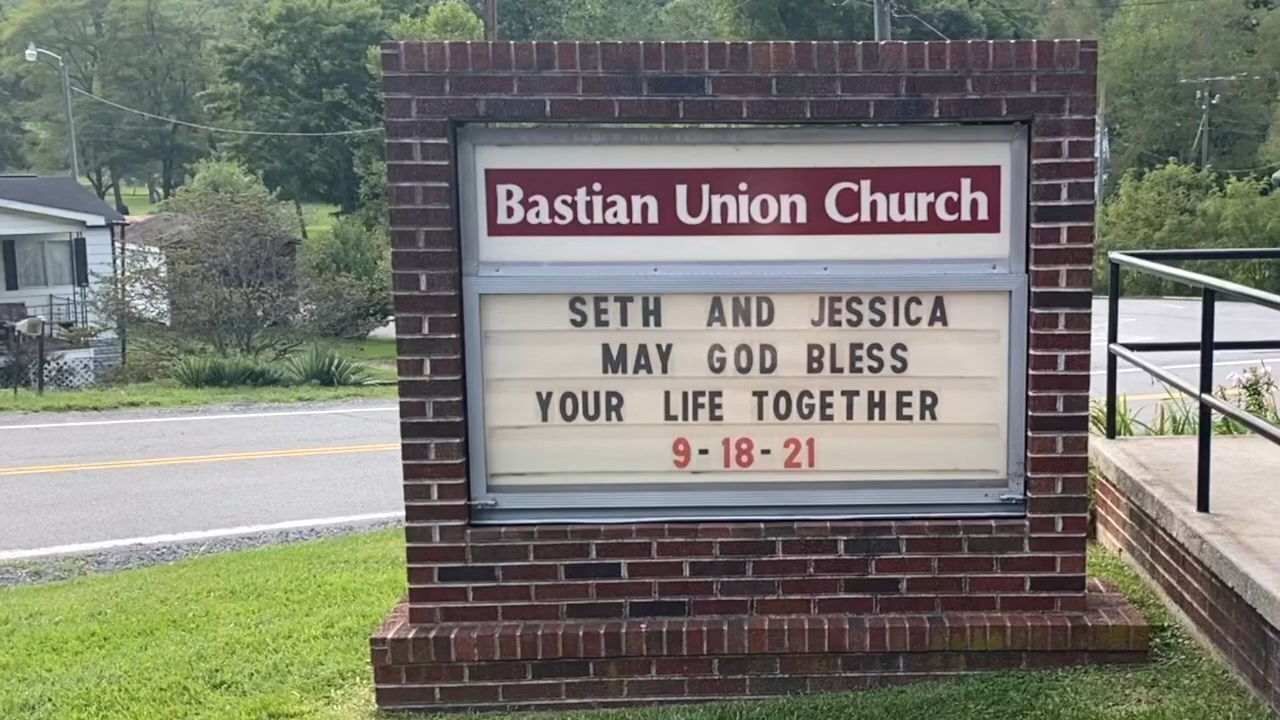 Bastian Union Church
SETH AND JESSICA
MAY GOD BLESS
YOUR LIFE TOGETHER
9-18-21